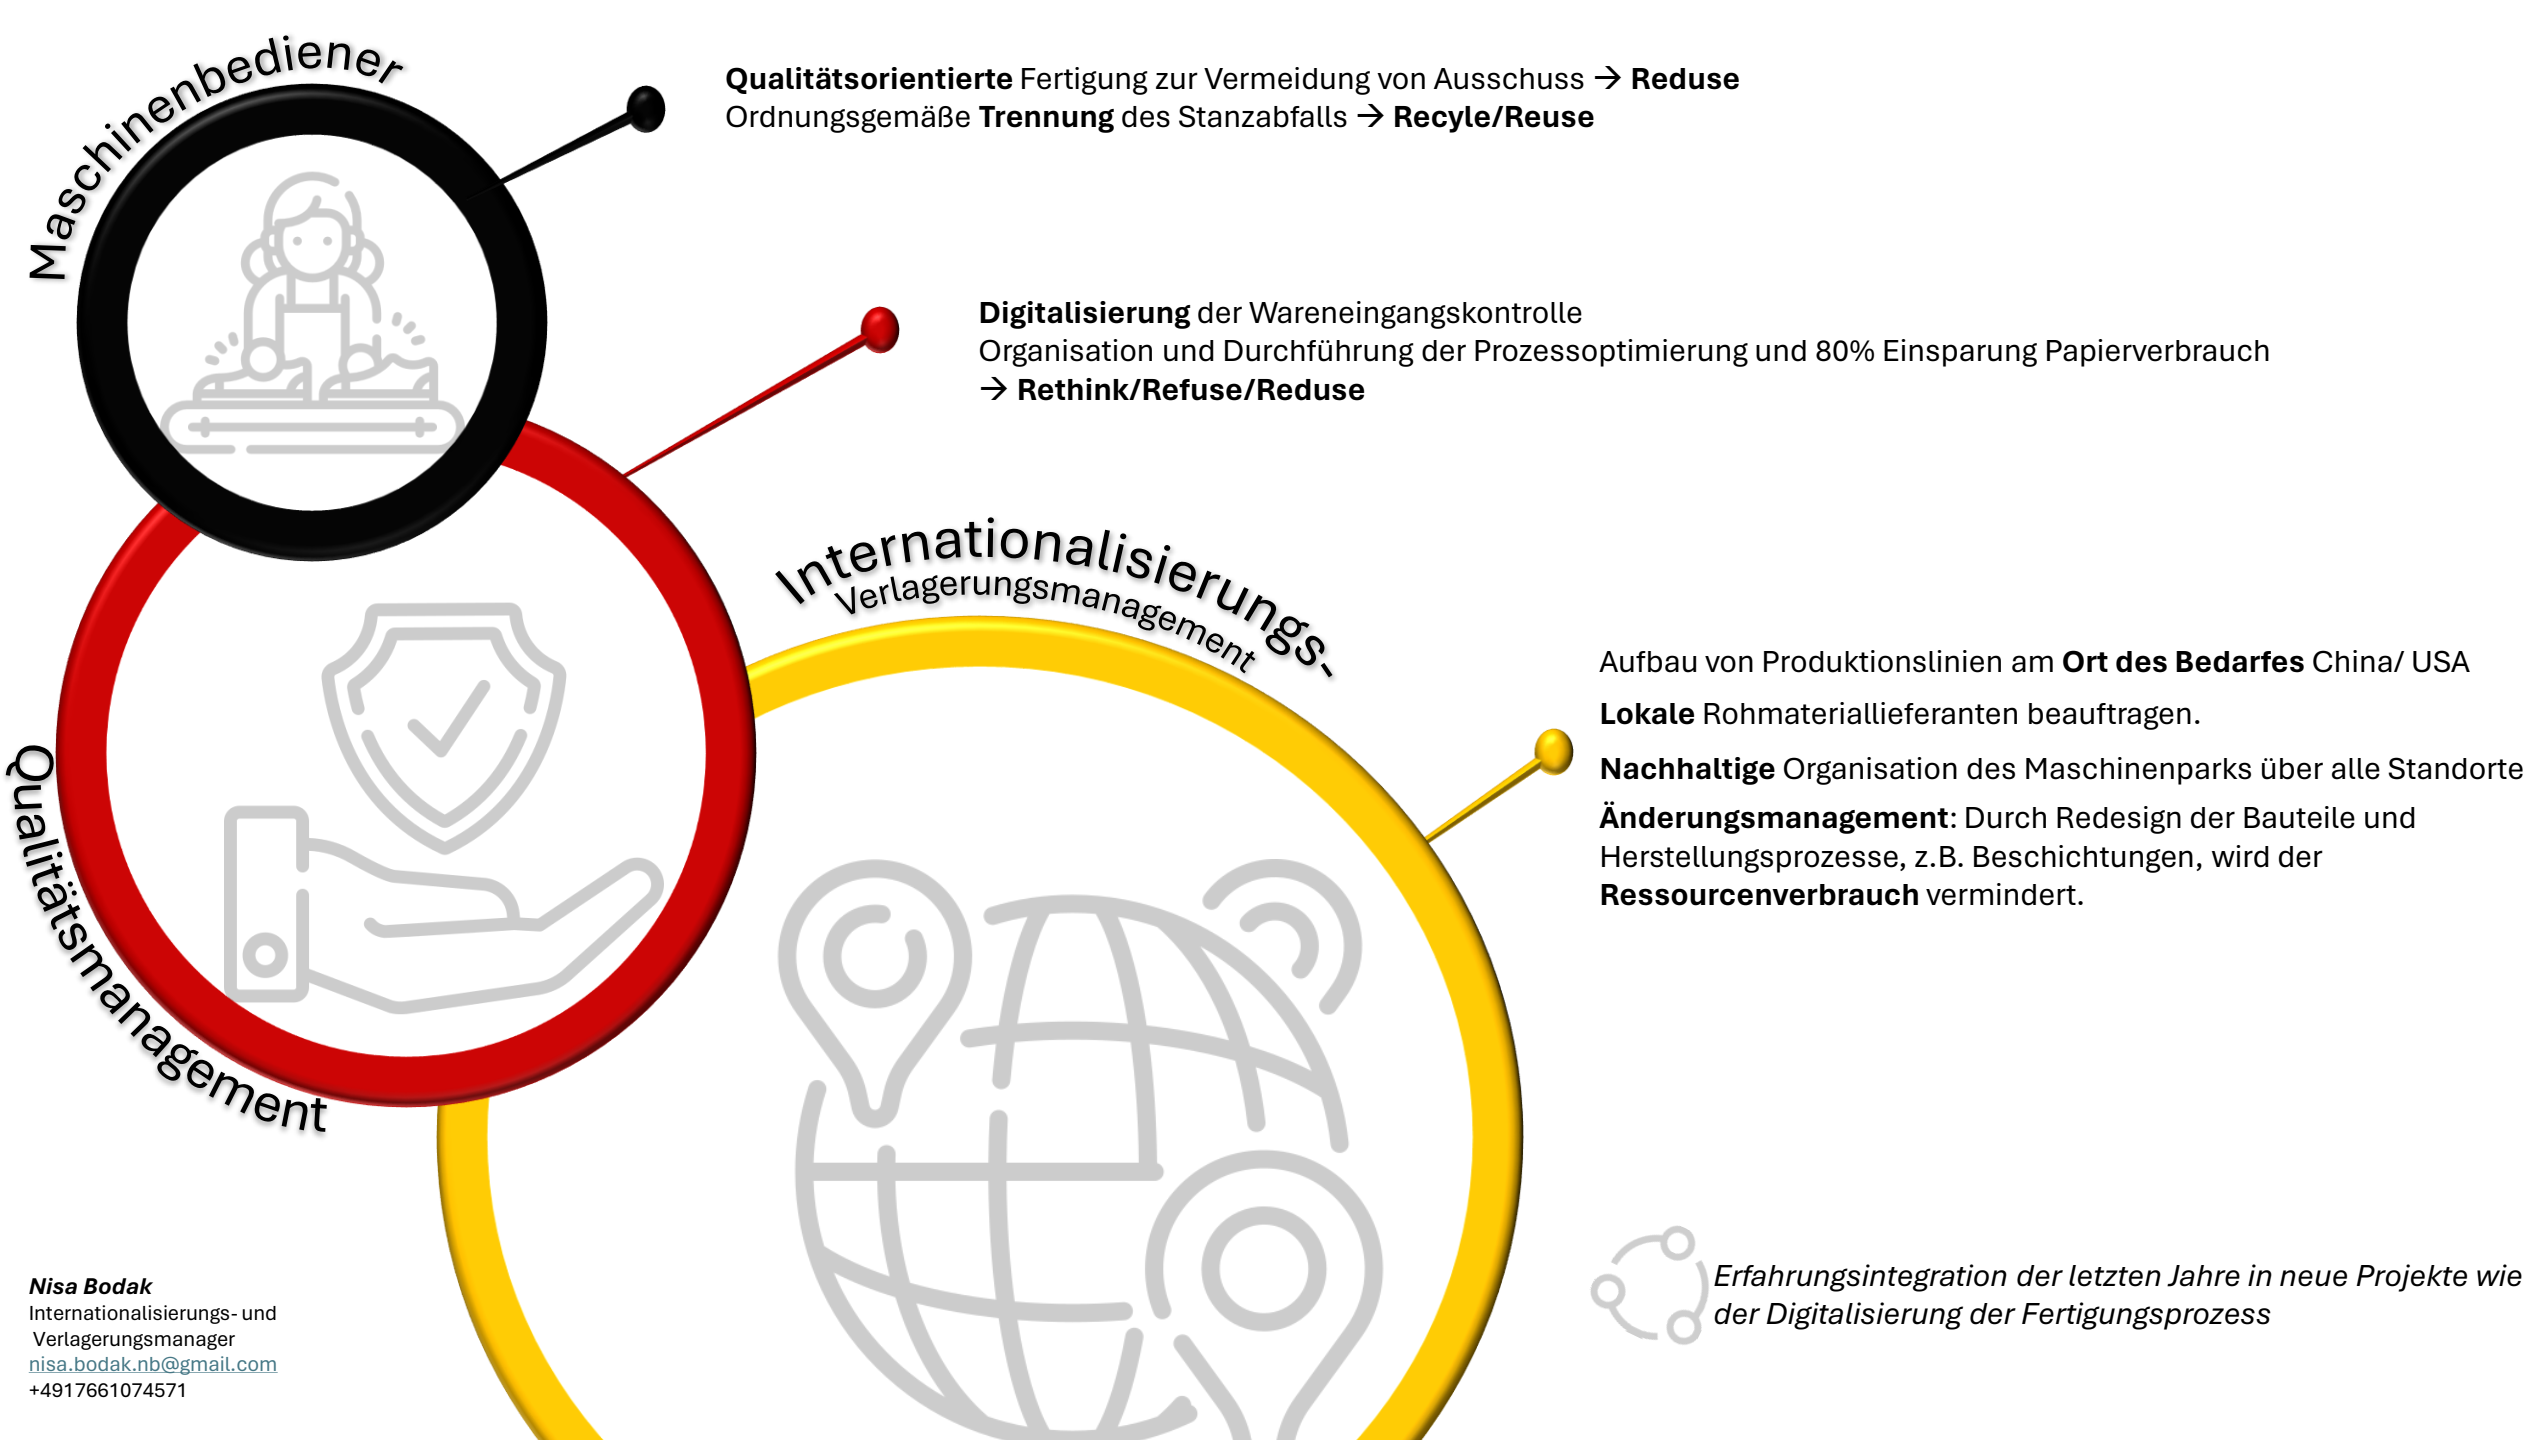 Maschinenbediener
Qualitätsorientierte Fertigung zur Vermeidung von Ausschuss → Reduse
Ordnungsgemäße Trennung des Stanzabfalls → Recyle/Reuse
Digitalisierung der Wareneingangskontrolle
Organisation und Durchführung der Prozessoptimierung und 80% Einsparung Papierverbrauch
→ Rethink/Refuse/Reduse
Qualitätsmanagement
Internationalisierungs-
Verlagerungsmanagement
Aufbau von Produktionslinien am Ort des Bedarfes China/ USA
Lokale Rohmateriallieferanten beauftragen.
Nachhaltige Organisation des Maschinenparks über alle Standorte
Änderungsmanagement: Durch Redesign der Bauteile und
Herstellungsprozesse, z.B. Beschichtungen, wird der
Ressourcenverbrauch vermindert.
Erfahrungsintegration der letzten Jahre in neue Projekte wie
der Digitalisierung der Fertigungsprozess
Nisa Bodak
Internationalisierungs- und
Verlagerungsmanager
nisa.bodak.nb@gmail.com
+4917661074571